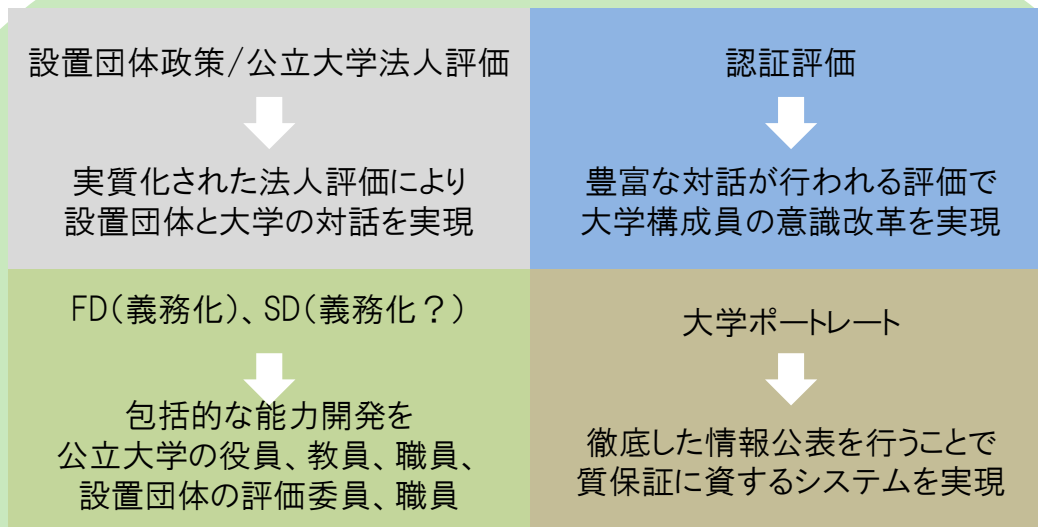 設置団体政策/公立大学法人評価
実質化された法人評価により
設置団体と大学の対話を実現
認証評価
豊富な対話が行われる評価で
大学構成員の意識改革を実現
FD(義務化)、SD(義務化?)
包括的な能力開発を
公立大学の役員、教員、職員、
設置団体の評価委員、職員
大学ポートレート
徹底した情報公表を行うことで
質保証に資するシステムを実現